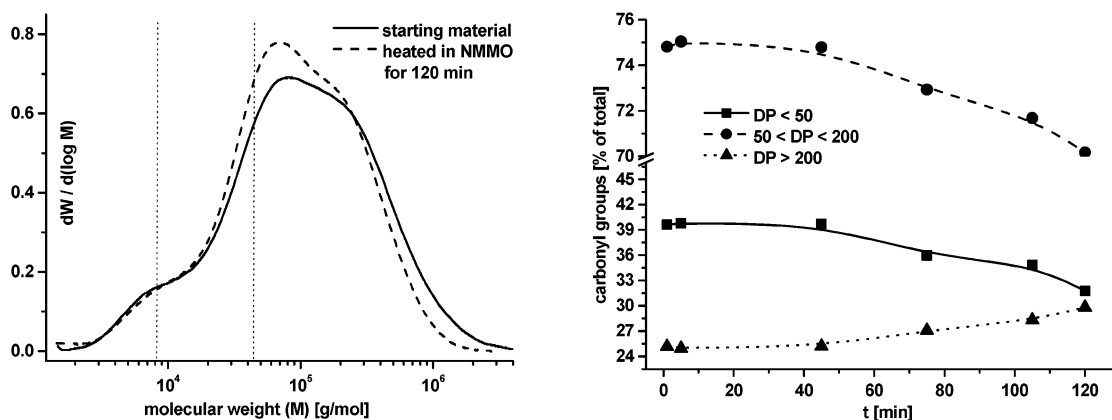 starting material
heated in NMMO
for 120 min
0.8
0.6
0.4
0.2
0.0
dW / d(log M)
10^4
10^5
10^6
molecular weight (M) [g/mol]
76
74
72
70
45
42
39
36
33
30
27
24
carbonyl groups [% of total]
DP < 50
50 < DP < 200
DP > 200
0
20
40
60
80
100
120
t [min]